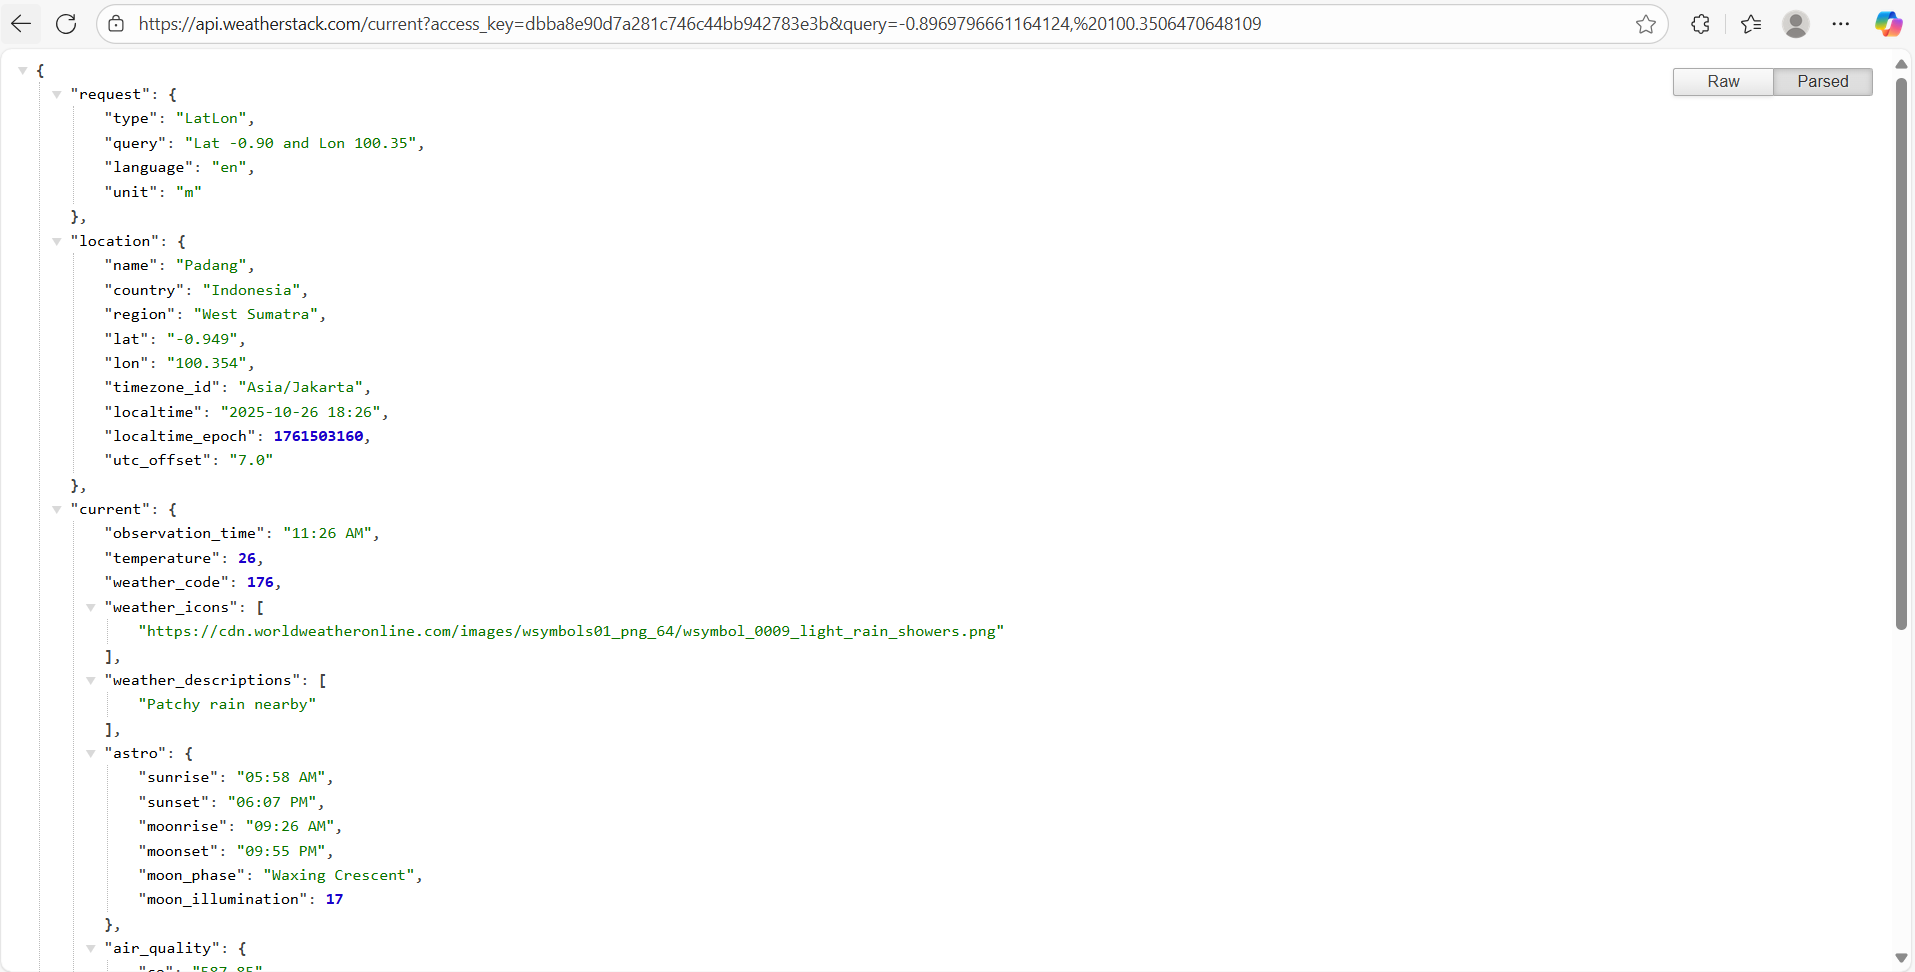 https://api.weatherstack.com/current?access_key=dbba8e90d7a281c746c44bb942783e3b&query=-0.8969796661164124,%20100.3506470648109
Raw Parsed
{
"request": {
"type": "LatLon",
"query": "Lat -0.90 and Lon 100.35",
"language": "en",
"unit": "m"
},
"location": {
"name": "Padang",
"country": "Indonesia",
"region": "West Sumatra",
"lat": "-0.949",
"lon": "100.354",
"timezone_id": "Asia/Jakarta",
"localtime": "2025-10-26 18:26",
"localtime_epoch": 1761503160,
"utc_offset": "7.0"
},
"current": {
"observation_time": "11:26 AM",
"temperature": 26,
"weather_code": 176,
"weather_icons": [
"https://cdn.worldweatheronline.com/images/wsymbols01_png_64/wsymbol_0009_light_rain_showers.png"
],
"weather_descriptions": [
"Patchy rain nearby"
],
"astro": {
"sunrise": "05:58 AM",
"sunset": "06:07 PM",
"moonrise": "09:26 AM",
"moonset": "09:55 PM",
"moon_phase": "Waxing Crescent",
"moon_illumination": 17
},
"air_quality": {
"co": "587.85"